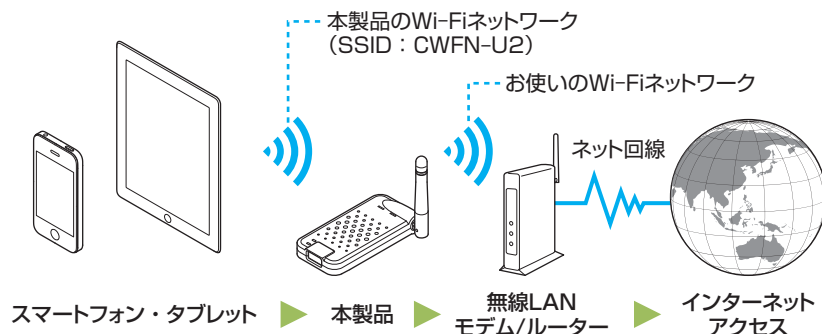 本製品のWi-Fiネットワーク
（SSID：CWFN-U2）
お使いのWi-Fiネットワーク
ネット回線
スマートフォン・タブレット
本製品
無線LAN
モデム/ルーター
インターネット
アクセス